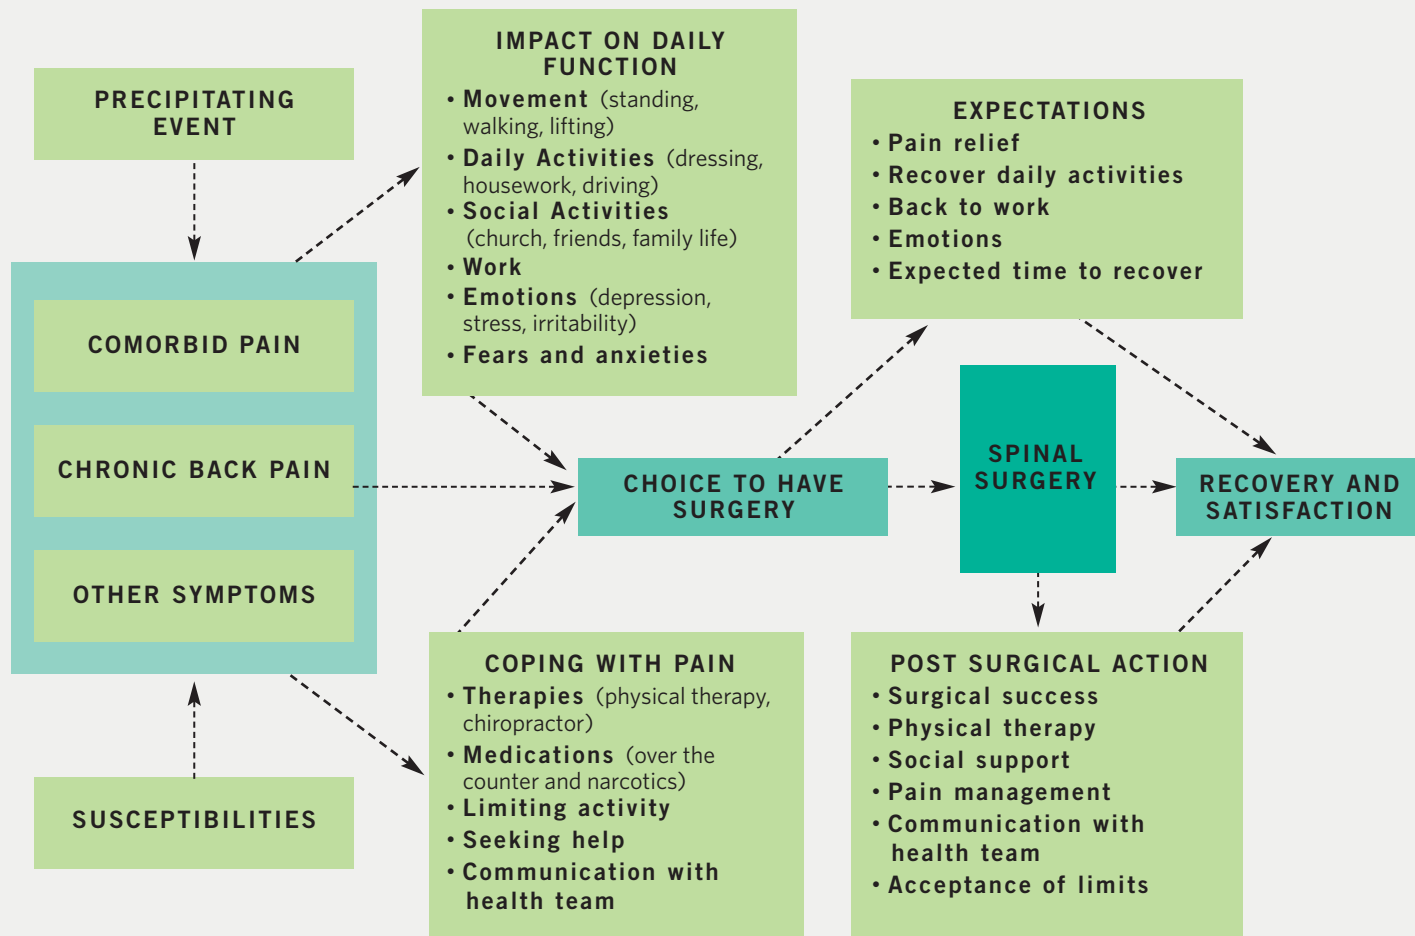 PRECIPITATING
EVENT
COMORBID PAIN
CHRONIC BACK PAIN
OTHER SYMPTOMS
SUSCEPTIBILITIES
IMPACT ON DAILY
FUNCTION
• Movement (standing,
walking, lifting)
• Daily Activities (dressing,
housework, driving)
• Social Activities
(church, friends, family life)
• Work
• Emotions (depression,
stress, irritability)
• Fears and anxieties
COPING WITH PAIN
• Therapies (physical therapy,
chiropractor)
• Medications (over the
counter and narcotics)
• Limiting activity
• Seeking help
• Communication with
health team
CHOICE TO HAVE
SURGERY
EXPECTATIONS
• Pain relief
• Recover daily activities
• Back to work
• Emotions
• Expected time to recover
SPINAL
SURGERY
POST SURGICAL ACTION
• Surgical success
• Physical therapy
• Social support
• Pain management
• Communication with
health team
• Acceptance of limits
RECOVERY AND
SATISFACTION